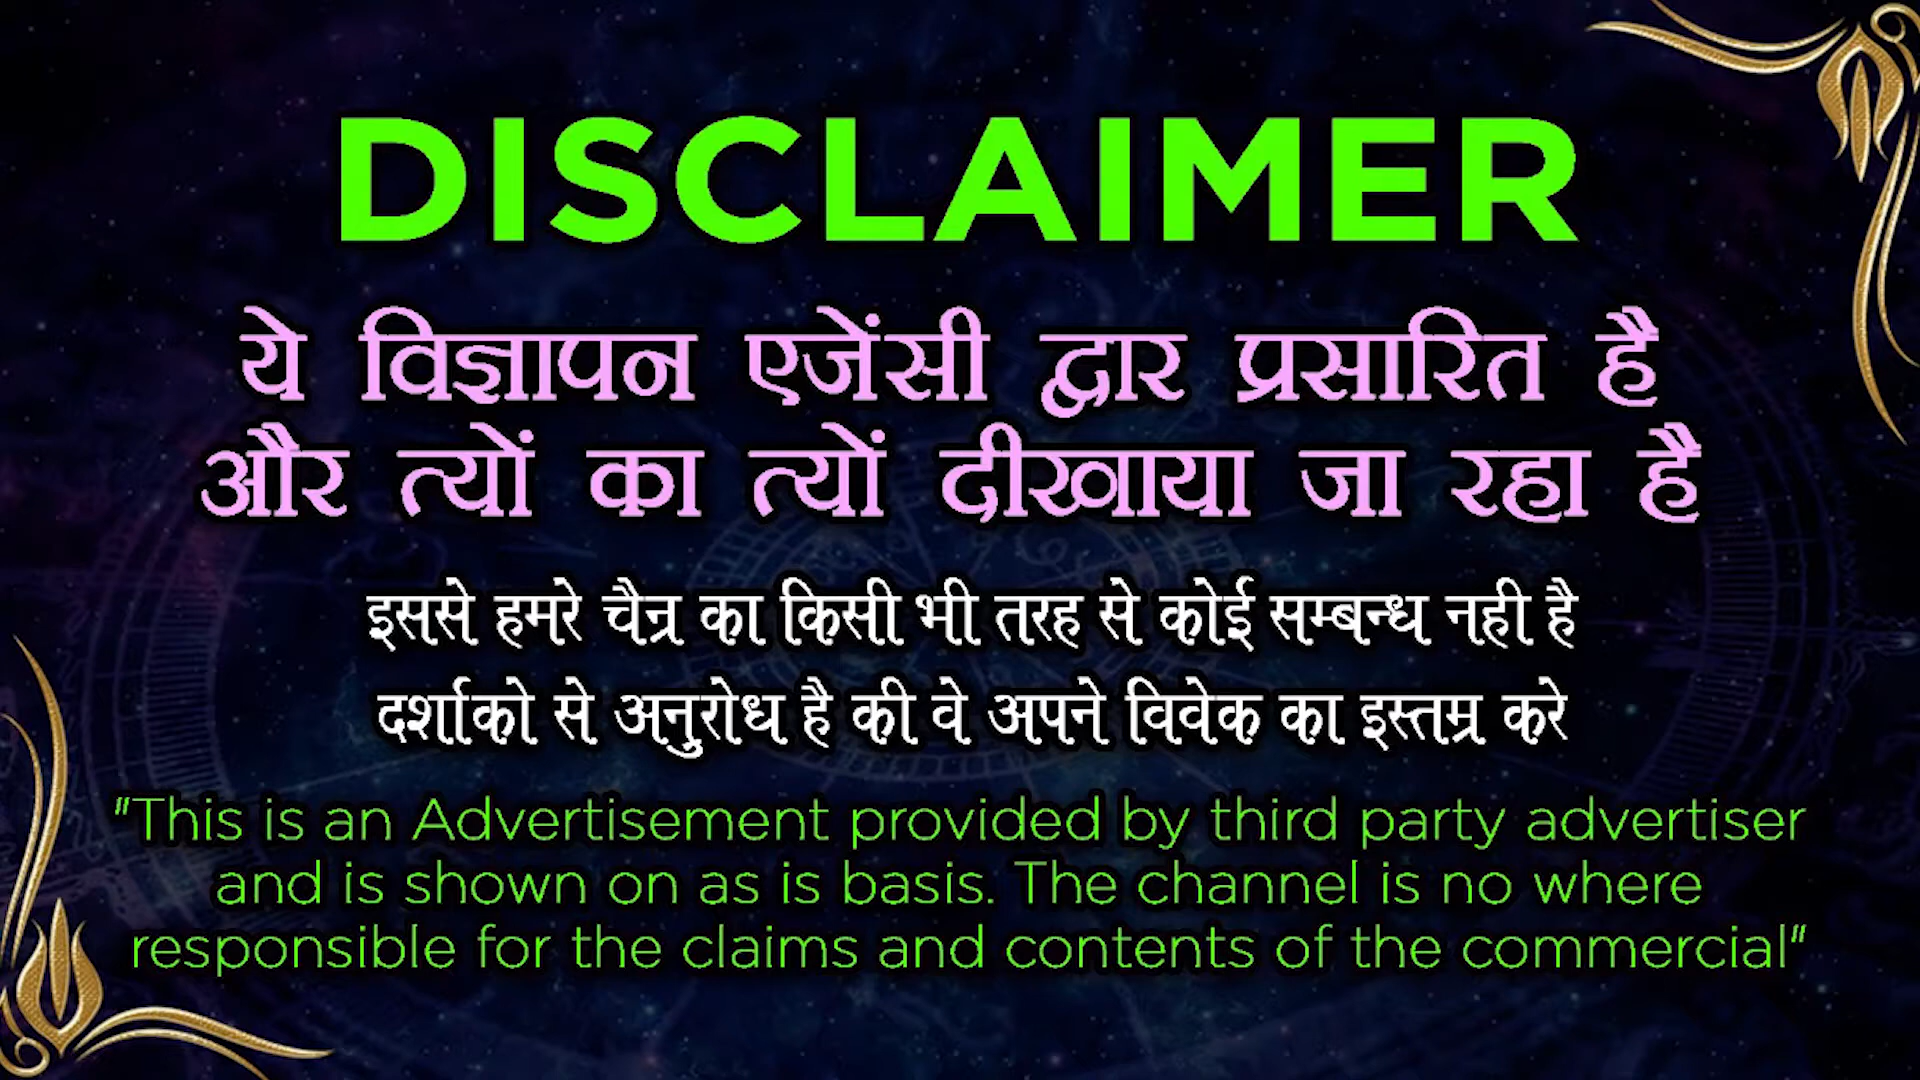 DISCLAIMER
ये विज्ञापन एजेंसी द्वार प्रसारित है
और त्यों का त्यों दीखाया जा रहा है
इससे हमरे चैन्र का किसी भी तरह से कोई सम्बन्ध नही है
दर्शाको से अनुरोध है की वे अपने विवेक का इस्तम्र करे
"This is an Advertisement provided by third party advertiser
and is shown on as is basis. The channel is no where
responsible for the claims and contents of the commercial"